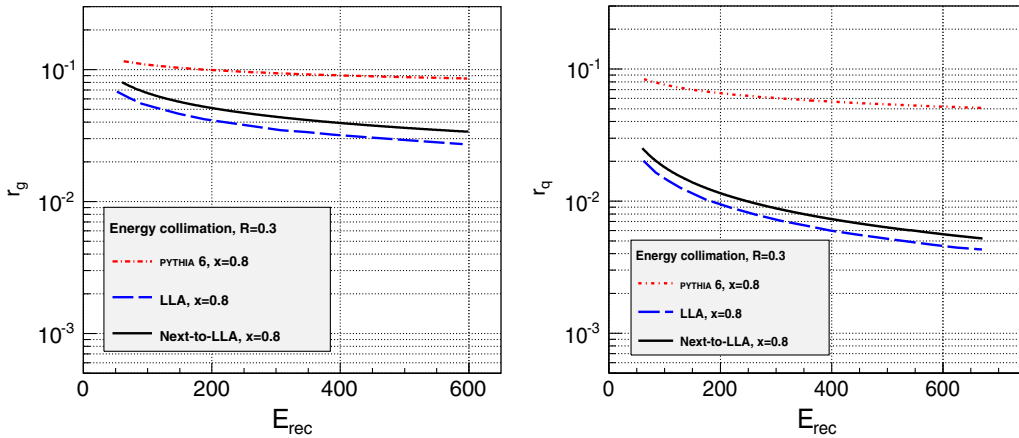 10⁻¹
10⁻²
10⁻³
r_g
Energy collimation, R=0.3
PYTHIA 6, x=0.8
LLA, x=0.8
Next-to-LLA, x=0.8
0 200 400 600
E_rec
10⁻¹
10⁻²
10⁻³
r_q
Energy collimation, R=0.3
PYTHIA 6, x=0.8
LLA, x=0.8
Next-to-LLA, x=0.8
0 200 400 600
E_rec